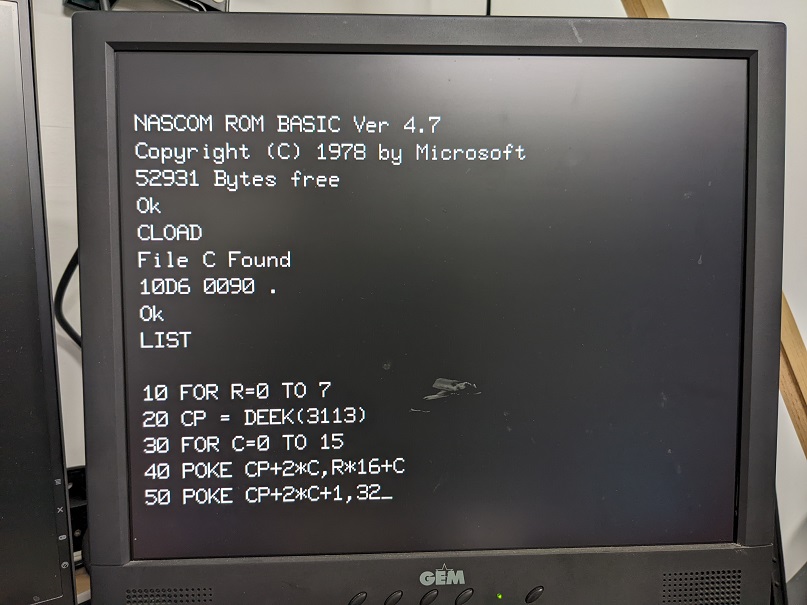 NASCOM ROM BASIC Ver 4.7
Copyright (C) 1978 by Microsoft
52931 Bytes free
Ok
CLOAD
File C Found
10D6 0090 .
Ok
LIST
10 FOR R=0 TO 7
20 CP = DEEK(3113)
30 FOR C=0 TO 15
40 POKE CP+2*C,R*16+C
50 POKE CP+2*C+1,32_
GEM